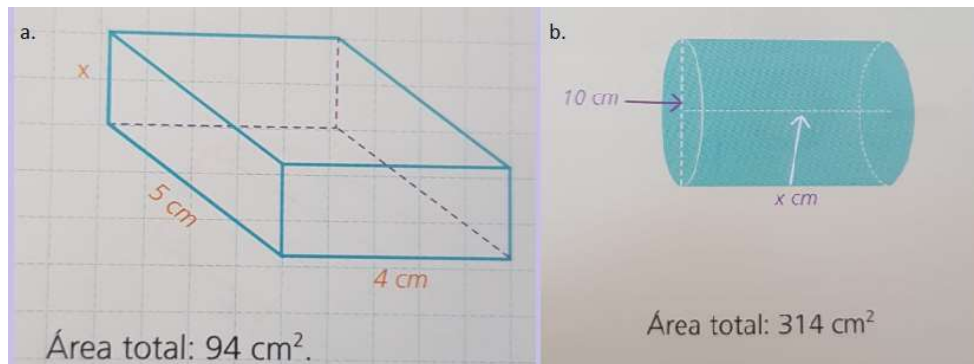 a.
x
5 cm
4 cm
Área total: 94 cm².
b.
10 cm
x cm
Área total: 314 cm²